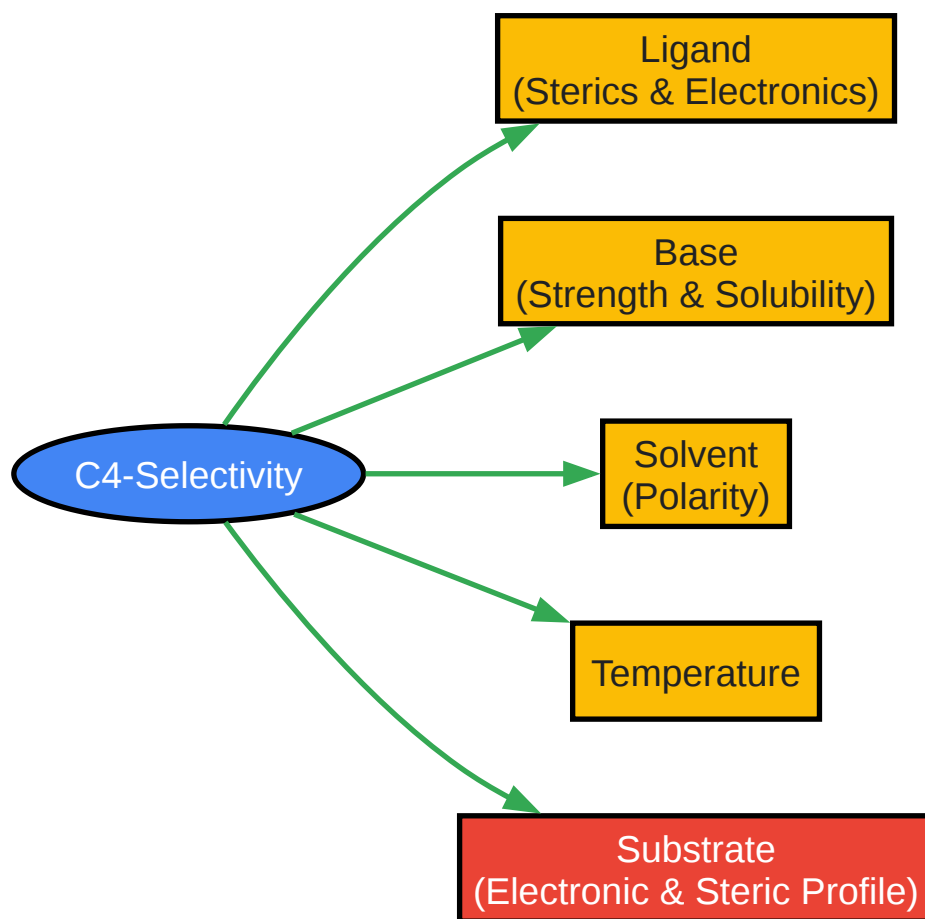 Ligand
(Sterics & Electronics)
Base
(Strength & Solubility)
C4-Selectivity
Solvent
(Polarity)
Temperature
Substrate
(Electronic & Steric Profile)